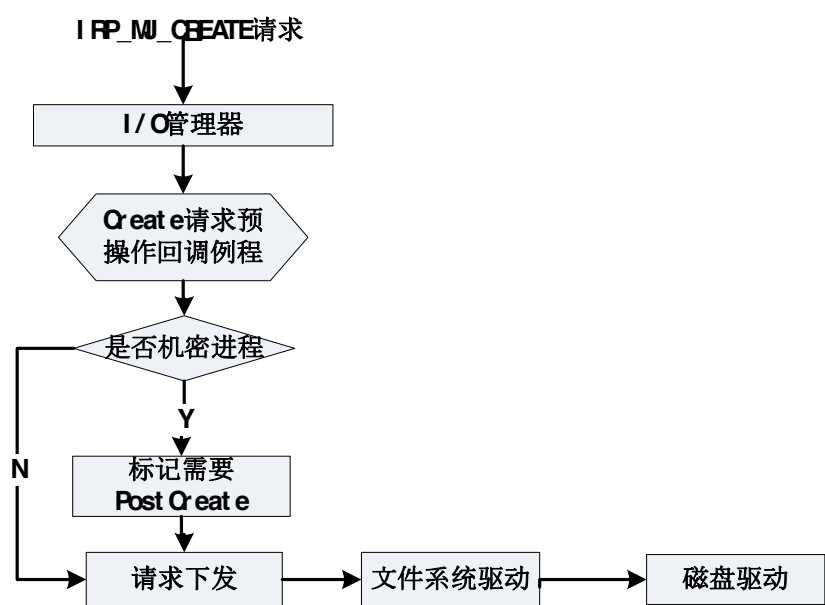 IRP_MJ_CREATE请求
I/O管理器
Create请求预
操作回调例程
是否机密进程
Y
N
标记需要
PostCreate
请求下发
文件系统驱动
磁盘驱动